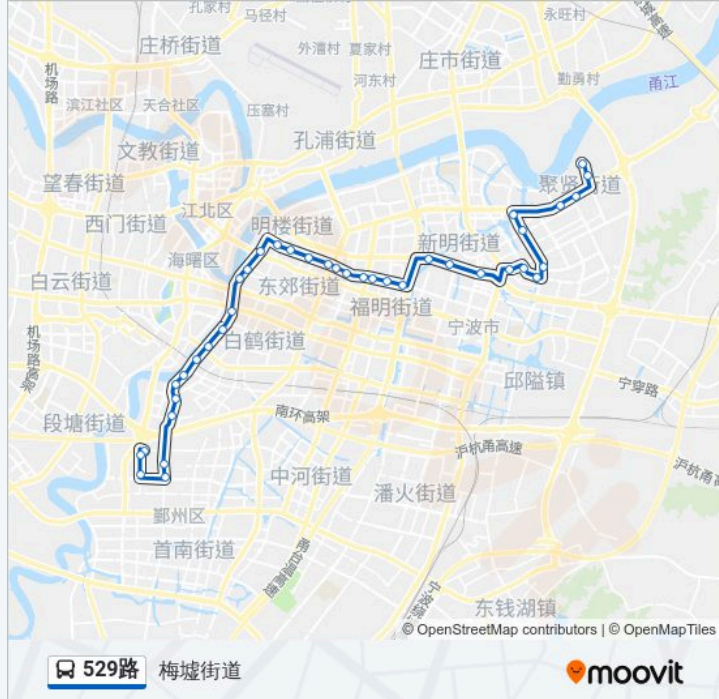 孔家村
马径村
永旺村
庄桥街道
外漕村
夏家村
庄市街道
机场路
河东村
勤勇村
甬江
滨江社区
天合社区
压塞村
孔浦街道
文教街道
望春街道
聚贤街道
江北区
西门街道
明楼街道
新明街道
海曙区
白云街道
东郊街道
福明街道
宁波市
机场路高架
白鹤街道
邱隘镇
宁穿路
段塘街道
南环高架
沪杭甬高速
中河街道
潘火街道
鄞州区
首南街道
甬台温高速
东钱湖镇
© OpenStreetMap contributors | © OpenMapTiles
529路 梅墟街道
moovit